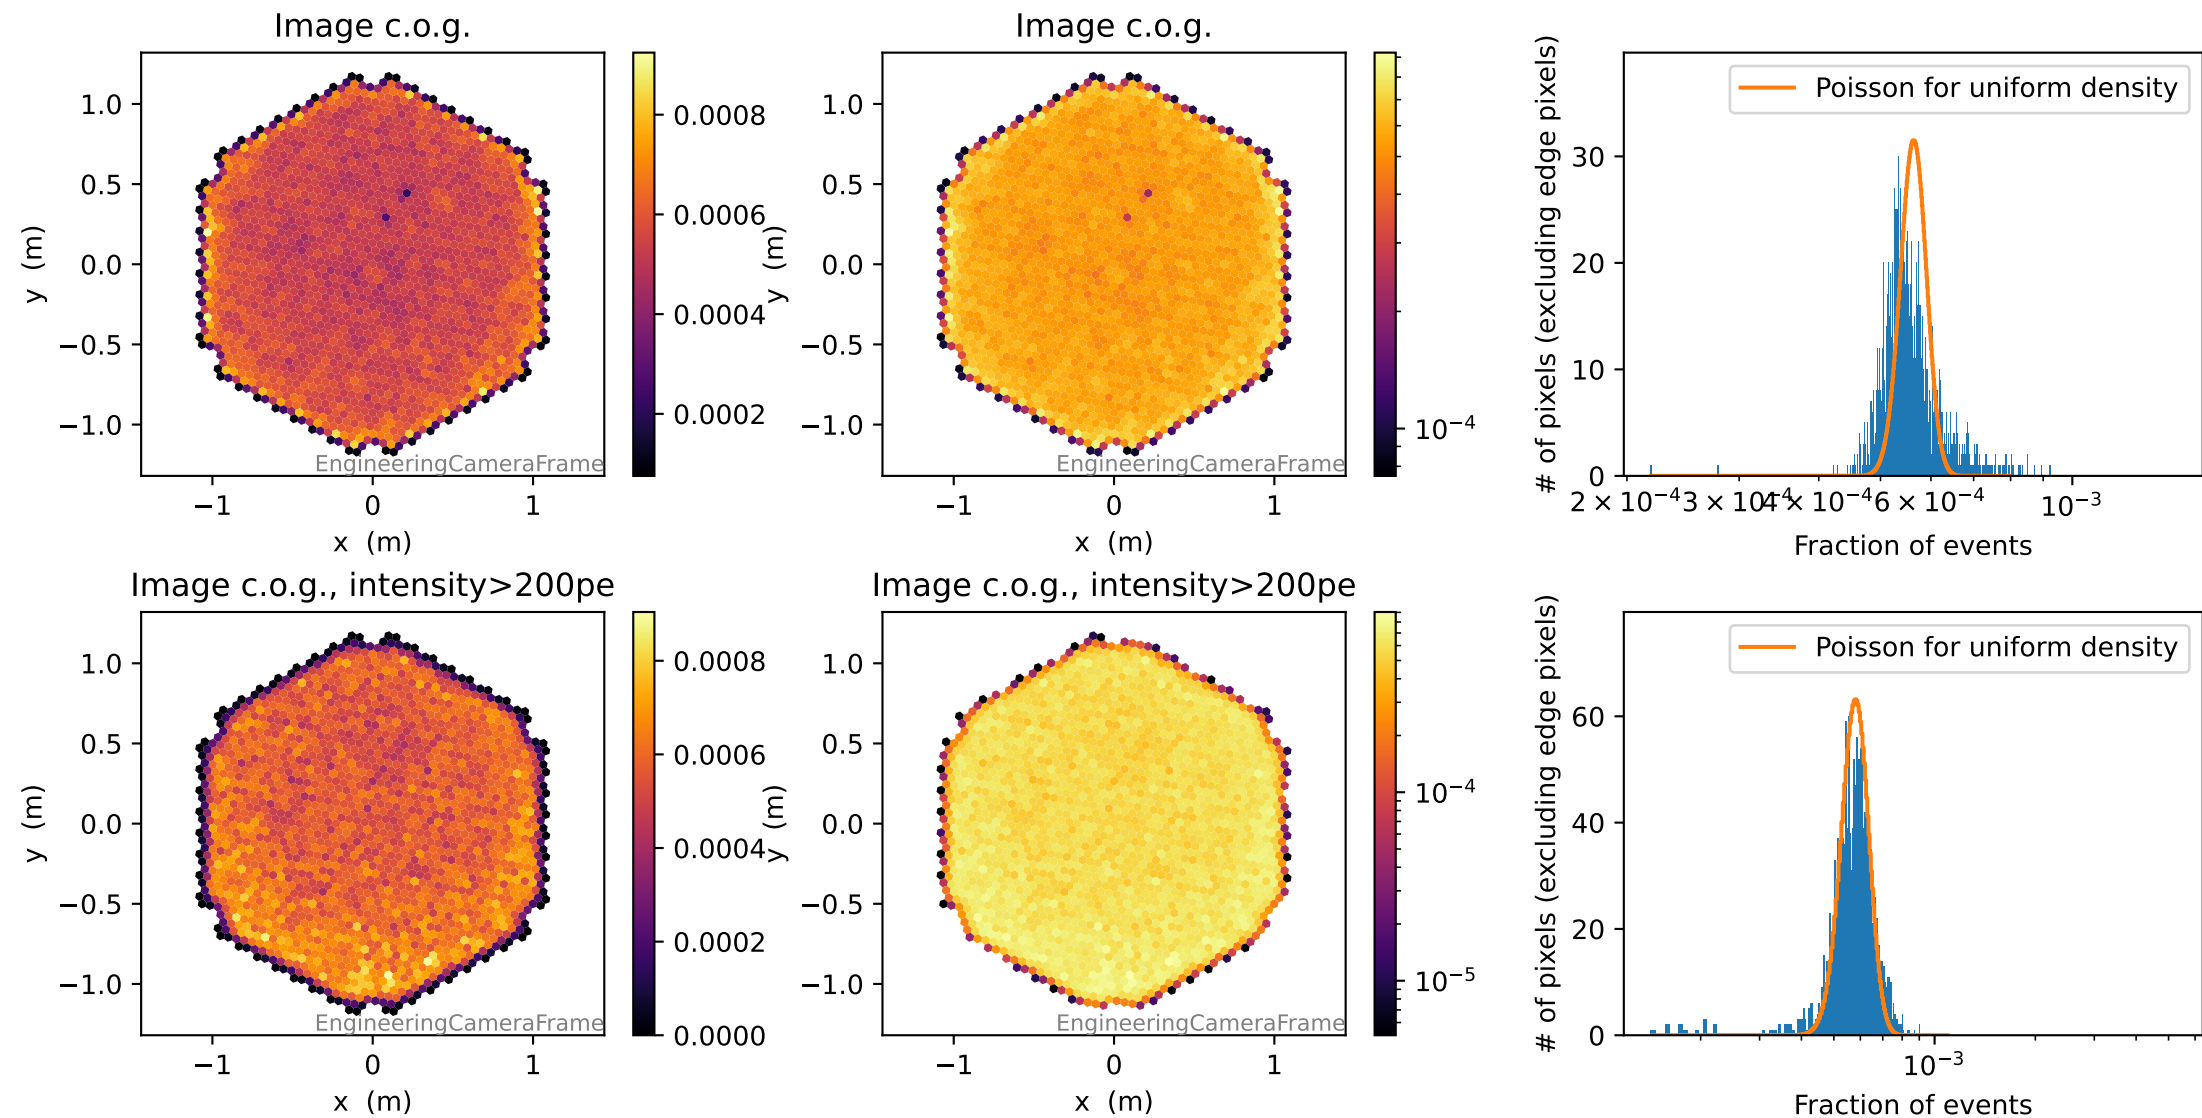 Image c.o.g.
1.0
0.5
0.0
−0.5
−1.0
y (m)
−1
0
1
x (m)
EngineeringCameraFrame
0.0008
0.0006
0.0004
0.0002
Image c.o.g.
1.0
0.5
0.0
−0.5
−1.0
y (m)
−1
0
1
x (m)
EngineeringCameraFrame
10⁻⁴
# of pixels (excluding edge pixels)
30
20
10
0
Poisson for uniform density
2 × 10⁻⁴
3 × 10⁻⁴
4 × 10⁻⁴
6 × 10⁻⁴
10⁻³
Fraction of events
Image c.o.g., intensity>200pe
1.0
0.5
0.0
−0.5
−1.0
y (m)
−1
0
1
x (m)
EngineeringCameraFrame
0.0008
0.0006
0.0004
0.0002
0.0000
Image c.o.g., intensity>200pe
1.0
0.5
0.0
−0.5
−1.0
y (m)
−1
0
1
x (m)
EngineeringCameraFrame
10⁻⁴
10⁻⁵
# of pixels (excluding edge pixels)
60
40
20
0
Poisson for uniform density
10⁻³
Fraction of events